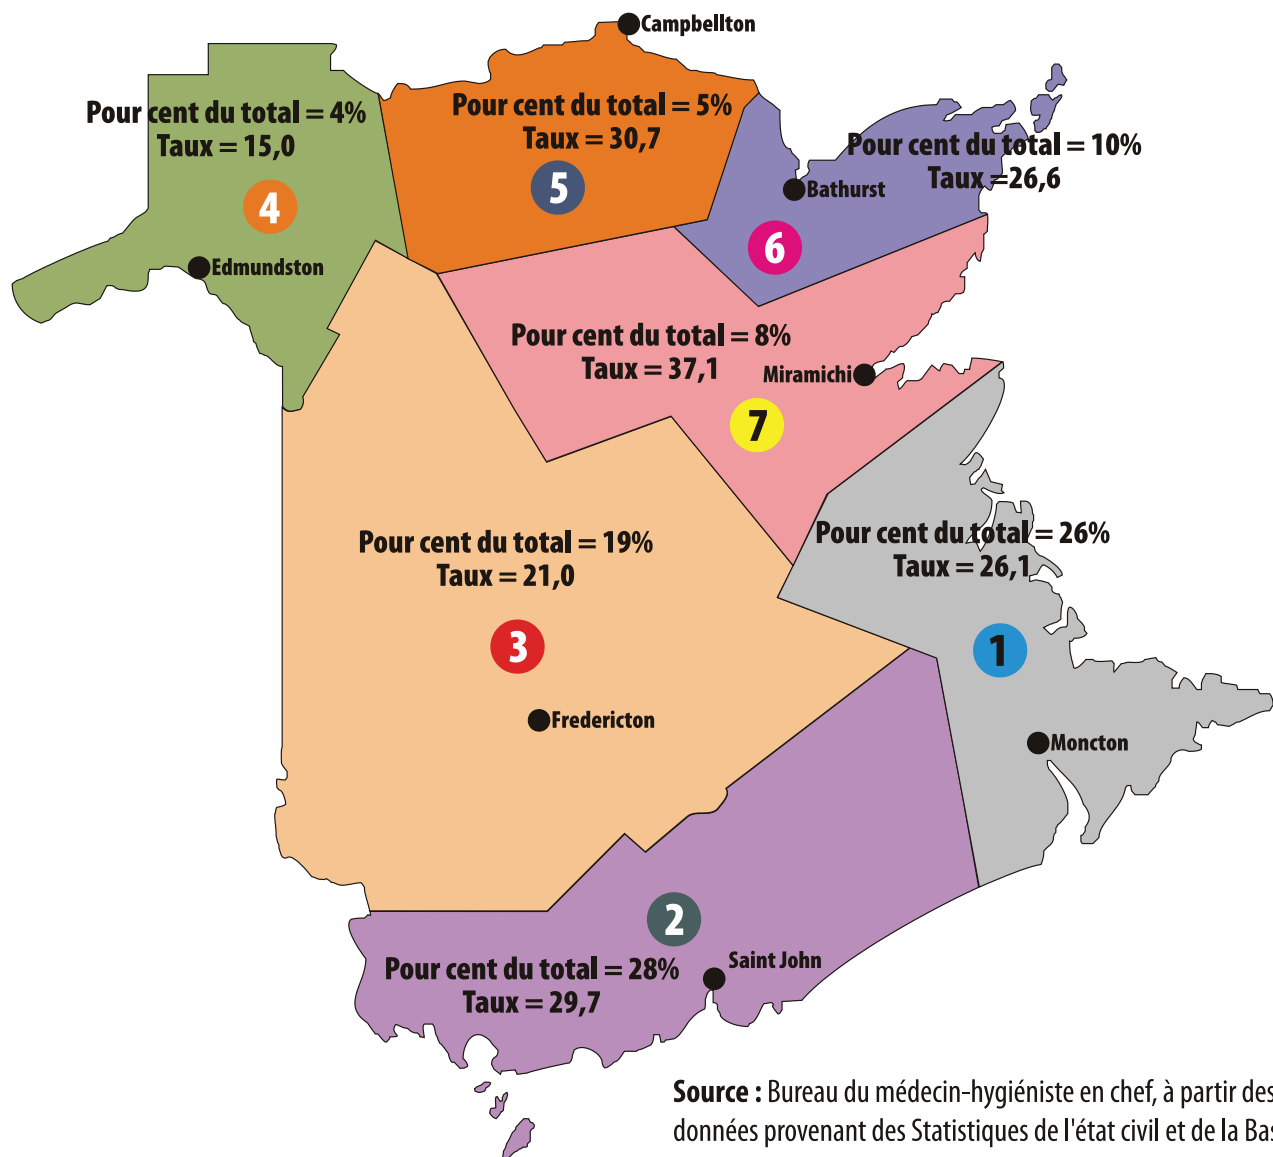 Campbellton
Pour cent du total = 4%
Taux = 15,0
4
Edmundston
Pour cent du total = 5%
Taux = 30,7
5
Pour cent du total = 10%
Taux =26,6
Bathurst
6
Pour cent du total = 8%
Taux = 37,1
Miramichi
7
Pour cent du total = 19%
Taux = 21,0
3
Fredericton
Pour cent du total = 26%
Taux = 26,1
1
Moncton
2
Pour cent du total = 28%
Taux = 29,7
Saint John
Source : Bureau du médecin-hygiéniste en chef, à partir des
données provenant des Statistiques de l'état civil et de la Bas